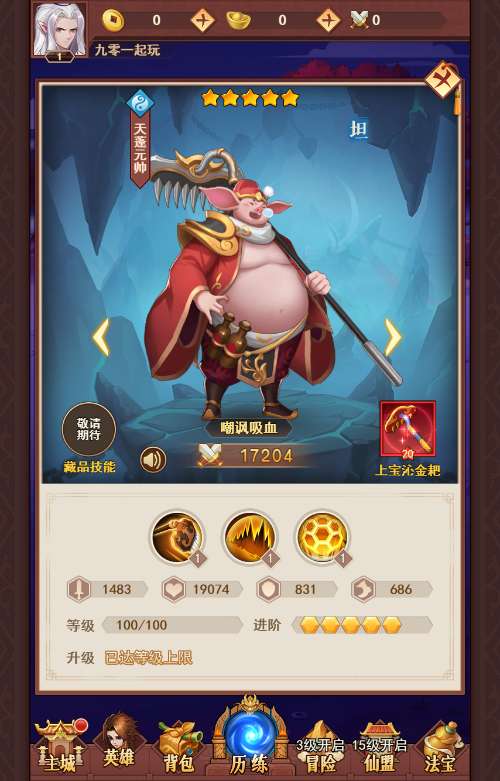 0
0
0
1
九零一起玩
天蓬元帅
坦
敬请
期待
藏品技能
嘲讽吸血
17204
20
上宝沁金耙
1
1
1
1483
19074
831
686
等级
100/100
进阶
升级
已达等级上限
主城
英雄
背包
历练
3级开启
冒险
15级开启
仙盟
法宝